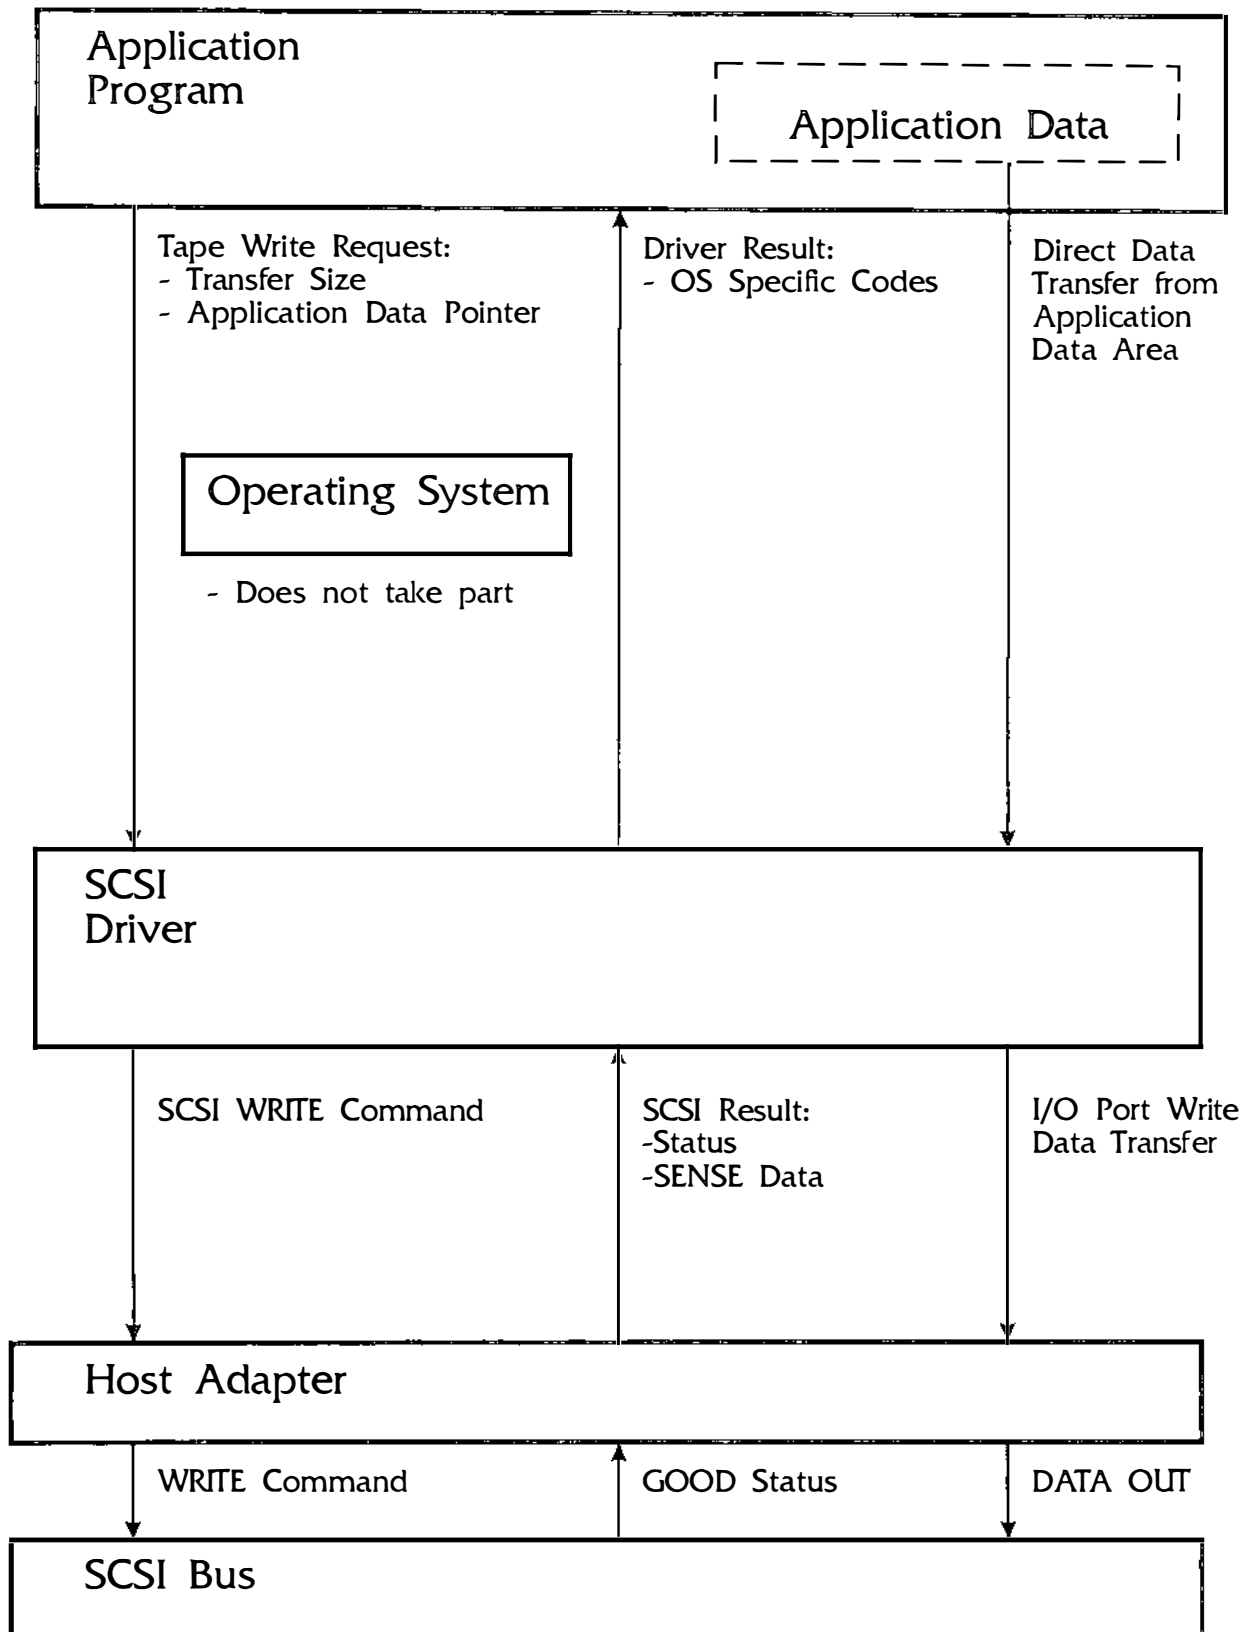 Application
Program
Application Data
Tape Write Request:
- Transfer Size
- Application Data Pointer
Driver Result:
- OS Specific Codes
Direct Data
Transfer from
Application
Data Area
Operating System
- Does not take part
SCSI
Driver
SCSI WRITE Command
SCSI Result:
-Status
-SENSE Data
I/O Port Write
Data Transfer
Host Adapter
WRITE Command
GOOD Status
DATA OUT
SCSI Bus